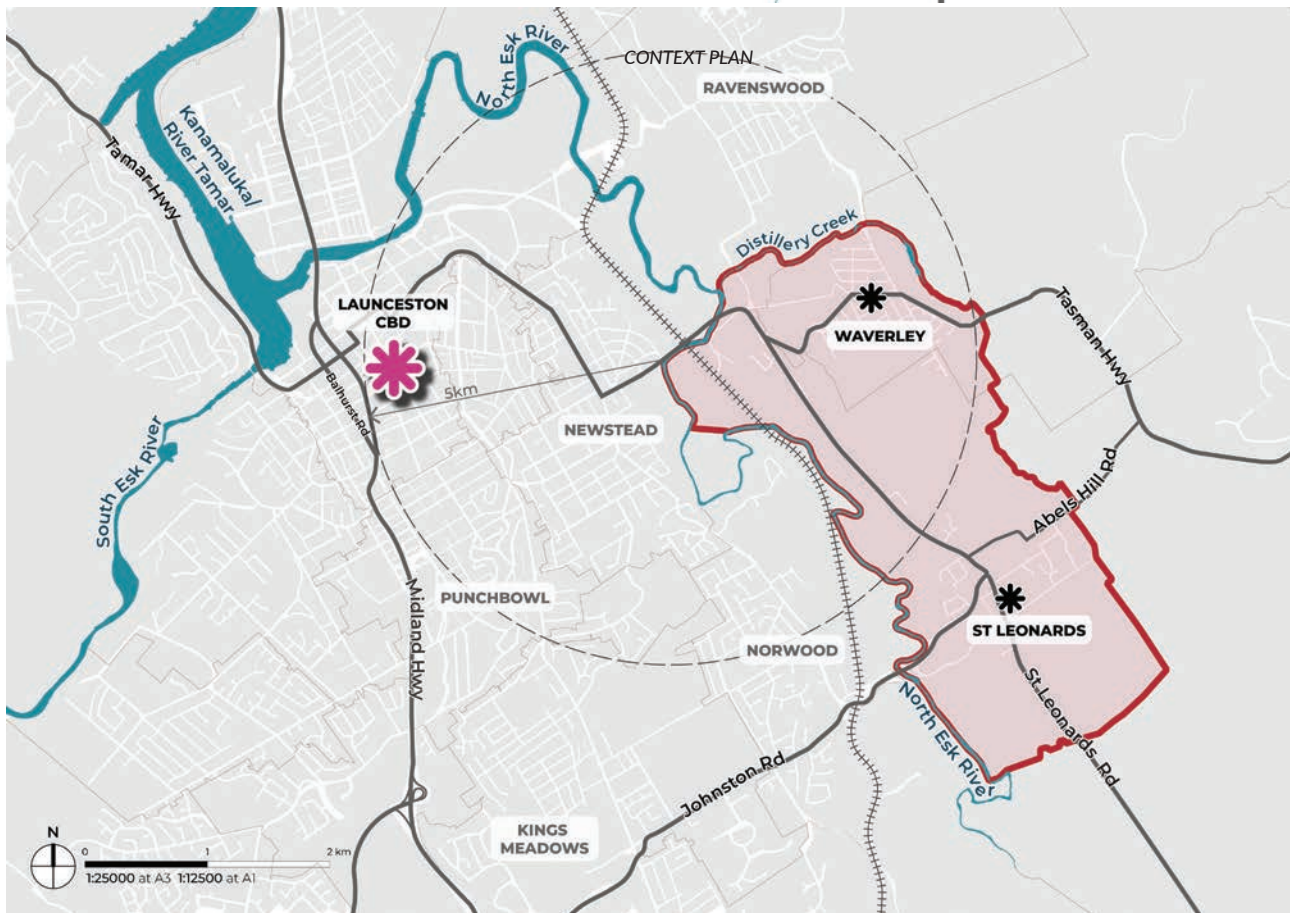 CONTEXT PLAN
North Esk River
RAVENSWOOD
Kanamaluka/
River Tamar
Tamar Hwy
Distillery Creek
LAUNCESTON
CBD
WAVERLEY
Tasman Hwy
Balhurst Rd
5km
NEWSTEAD
South Esk River
Abels Hill Rd
PUNCHBOWL
Midland Hwy
NORWOOD
ST LEONARDS
St Leonards Rd
North Esk River
Johnston Rd
KINGS
MEADOWS
N
0 1 2 km
1:25000 at A3 1:12500 at A1